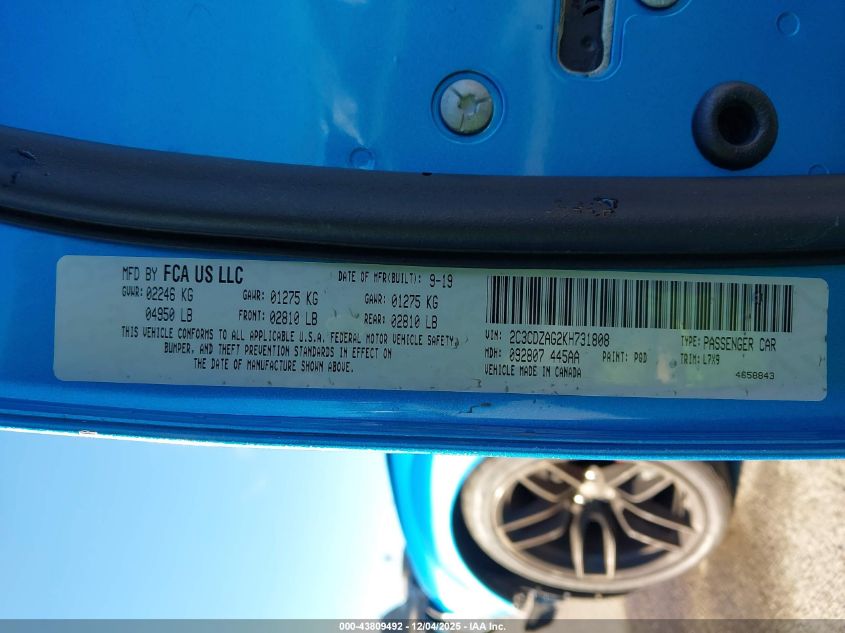 MFD BY FCA US LLC
DATE OF MFR(BUILT): 9-19
GVWR: 02246 KG GAWR: 01275 KG GAWR: 01275 KG
04950 LB FRONT: 02810 LB REAR: 02810 LB
THIS VEHICLE CONFORMS TO ALL APPLICABLE U.S.A. FEDERAL MOTOR VEHICLE SAFETY,
BUMPER, AND THEFT PREVENTION STANDARDS IN EFFECT ON
THE DATE OF MANUFACTURE SHOWN ABOVE.
VIN: 2C3CDZAG2KH731808 TYPE: PASSENGER CAR
MDH: 092807 445AA PAINT: PQD TRIM: L7X9
VEHICLE MADE IN CANADA 4658843
000-43809492 - 12/04/2025 - IAA Inc.